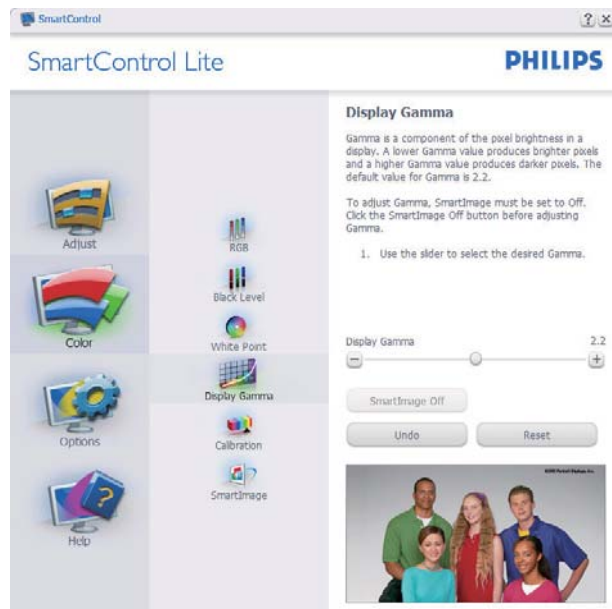 SmartControl
? ×
SmartControl Lite
PHILIPS
Adjust
Color
Options
Help
RGB
Black Level
White Point
Display Gamma
Calibration
SmartImage
Display Gamma
Gamma is a component of the pixel brightness in a
display. A lower Gamma value produces brighter pixels
and a higher Gamma value produces darker pixels. The
default value for Gamma is 2.2.
To adjust Gamma, SmartImage must be set to Off.
Click the SmartImage Off button before adjusting
Gamma.
1. Use the slider to select the desired Gamma.
Display Gamma 2.2
SmartImage Off
Undo Reset